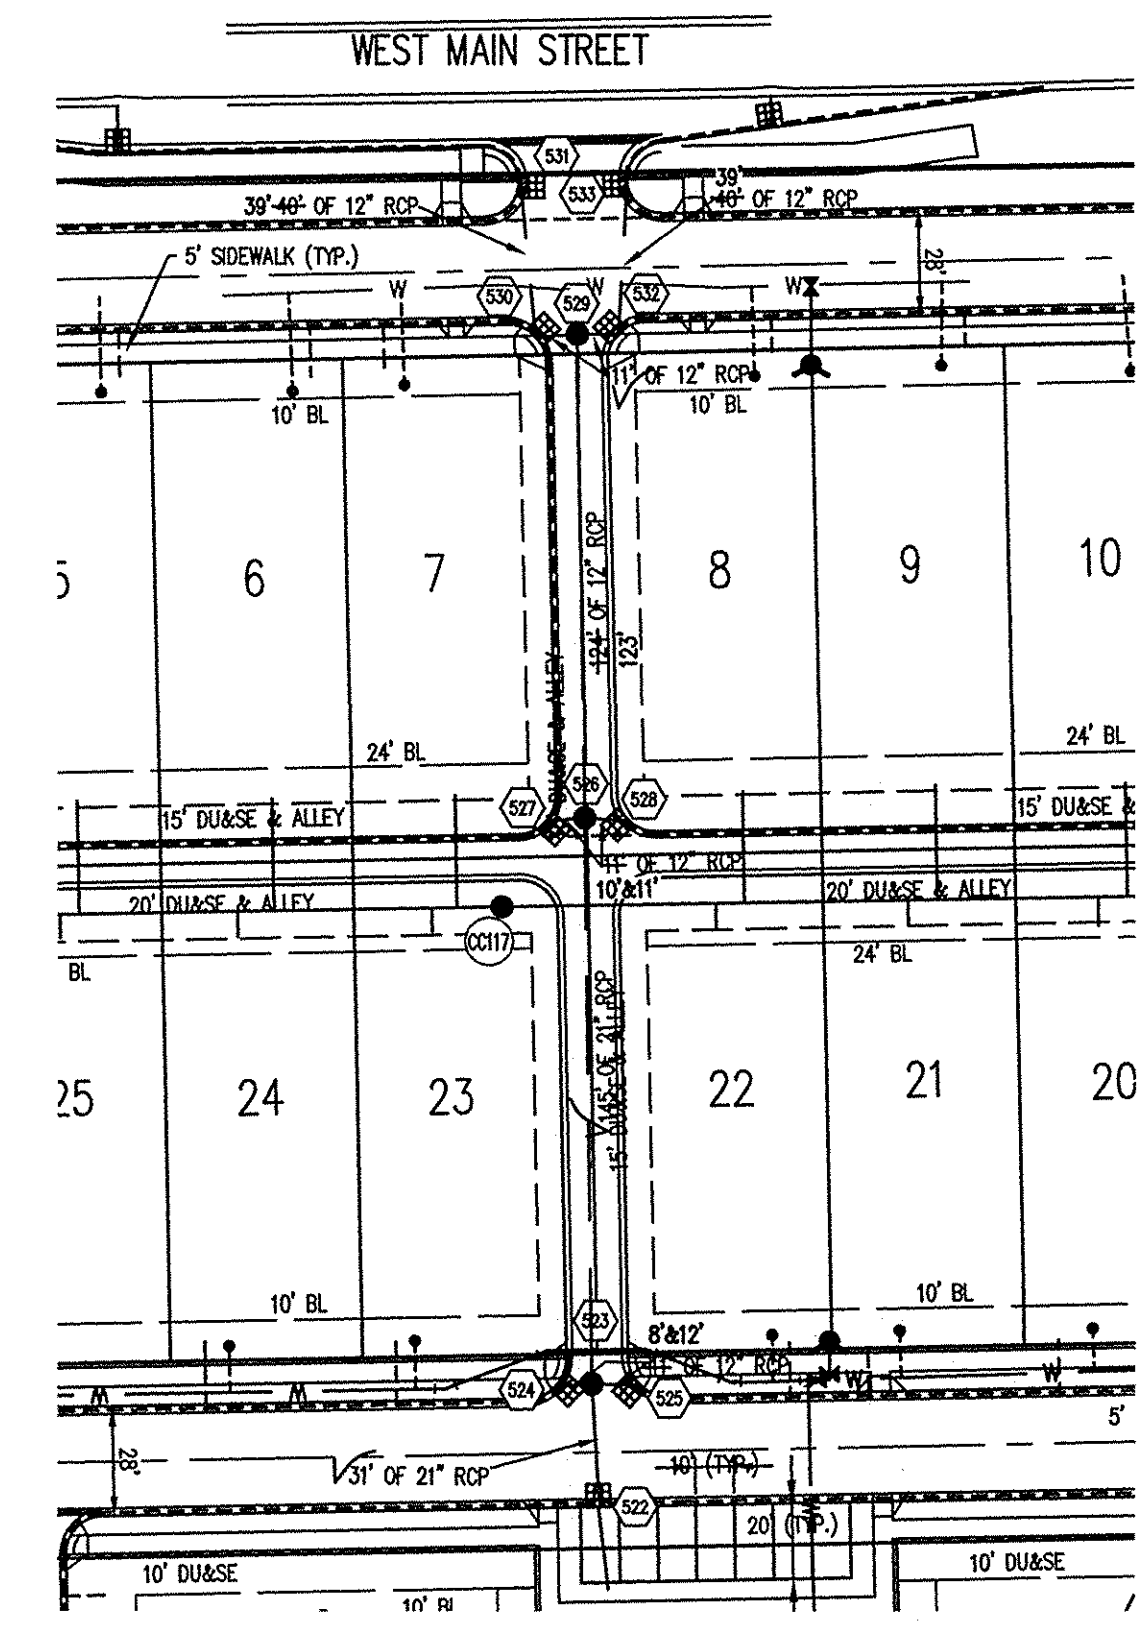 WEST MAIN STREET
531
533
39'
39' 40' OF 12" RCP
40' OF 12" RCP
5' SIDEWALK (TYP.)
28'
W
W
W
530
529
532
11' OF 12" RCP
10' BL
10' BL
124' OF 12" RCP
123'
6
7
8
9
10
DU&SE & ALLEY
24' BL
24' BL
526
527
528
15' DU&SE & ALLEY
15' DU&SE &
11' OF 12" RCP
10'&11'
20' DU&SE & ALLEY
20' DU&SE & ALLEY
CC117
BL
24' BL
145' OF 21" RCP
15' DU&SE & ALLEY
25
24
23
22
21
20
10' BL
10' BL
523
8'&12'
11' OF 12" RCP
524
525
W
W
W
W
5'
28'
31' OF 21" RCP
10' (TYP.)
522
20' (TYP.)
10' DU&SE
10' DU&SE
10' BL